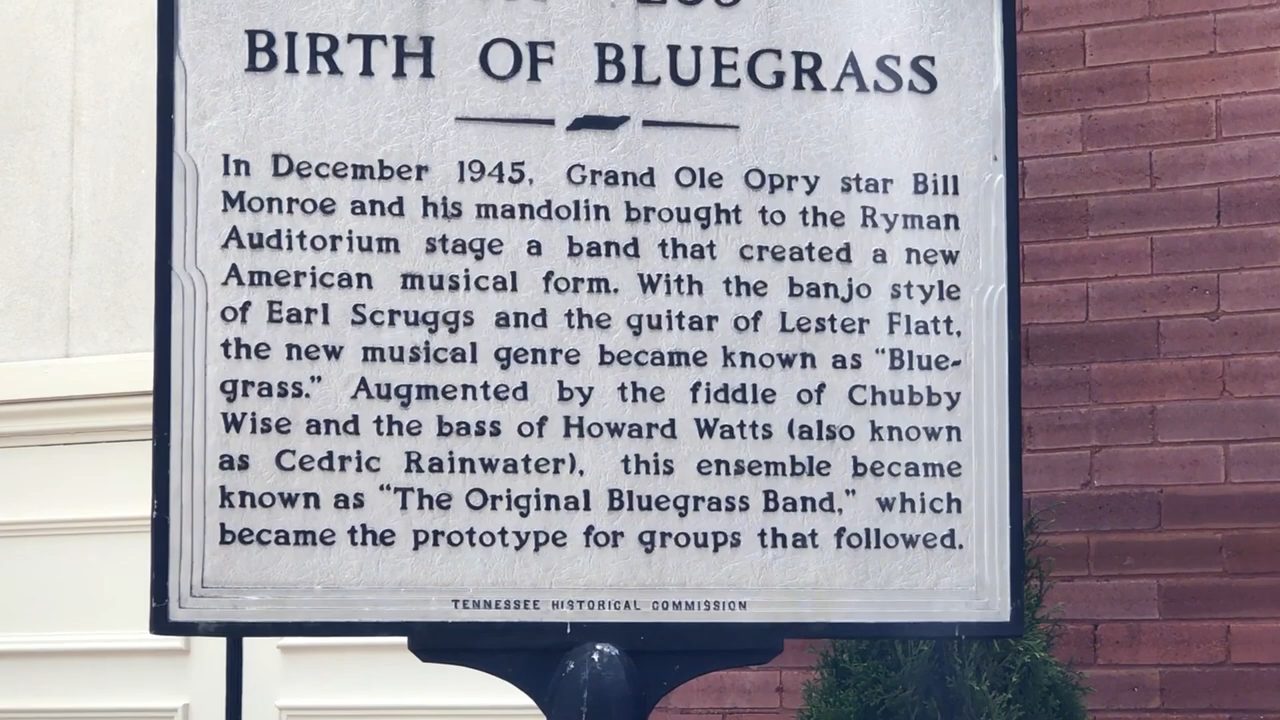 BIRTH OF BLUEGRASS
In December 1945, Grand Ole Opry star Bill
Monroe and his mandolin brought to the Ryman
Auditorium stage a band that created a new
American musical form. With the banjo style
of Earl Scruggs and the guitar of Lester Flatt,
the new musical genre became known as “Blue-
grass.” Augmented by the fiddle of Chubby
Wise and the bass of Howard Watts (also known
as Cedric Rainwater), this ensemble became
known as “The Original Bluegrass Band,” which
became the prototype for groups that followed.
TENNESSEE HISTORICAL COMMISSION